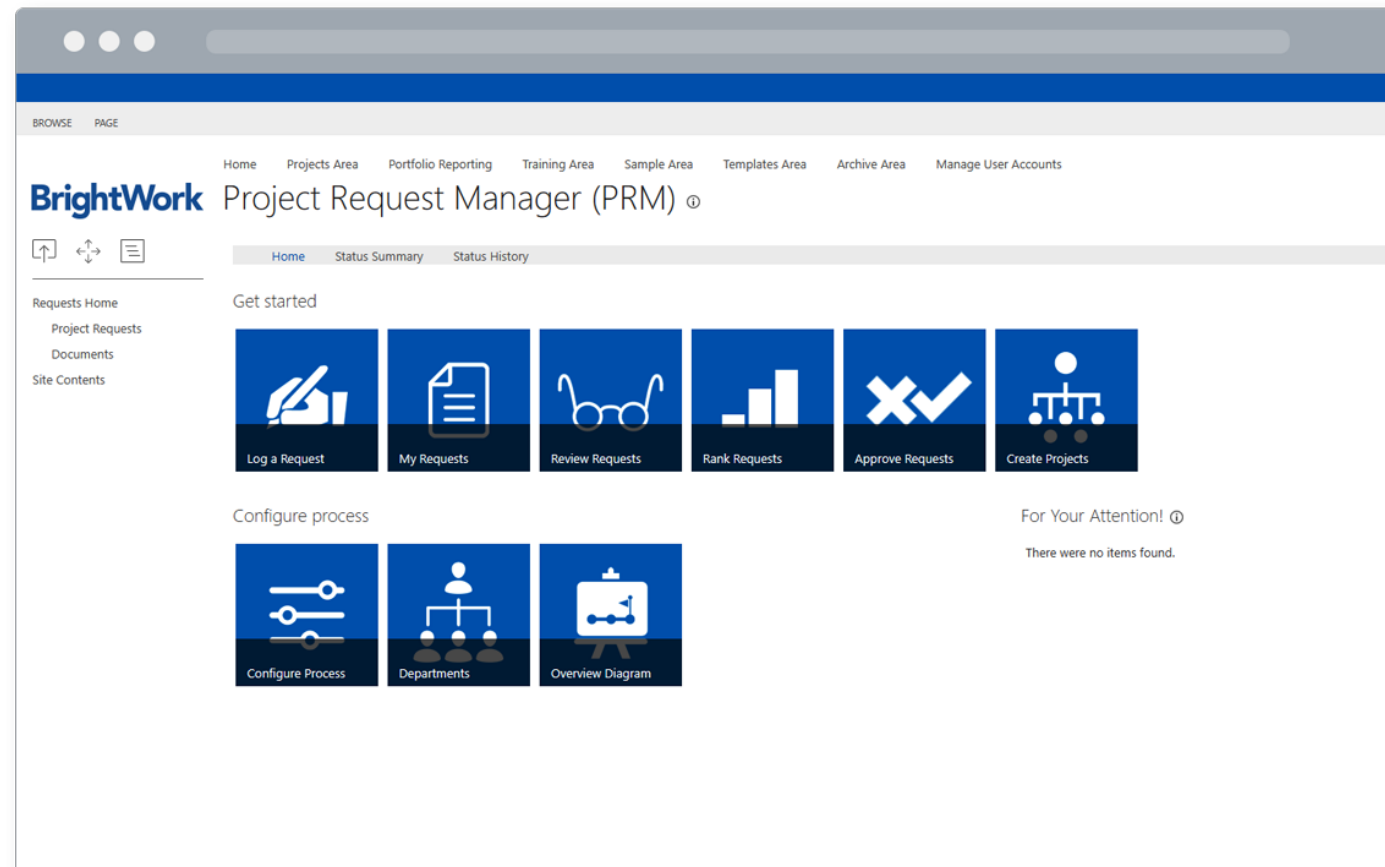 BROWSE PAGE
Home Projects Area Portfolio Reporting Training Area Sample Area Templates Area Archive Area Manage User Accounts
BrightWork Project Request Manager (PRM)
Home Status Summary Status History
Requests Home
Project Requests
Documents
Site Contents
Get started
Log a Request My Requests Review Requests Rank Requests Approve Requests Create Projects
Configure process
Configure Process Departments Overview Diagram
For Your Attention!
There were no items found.